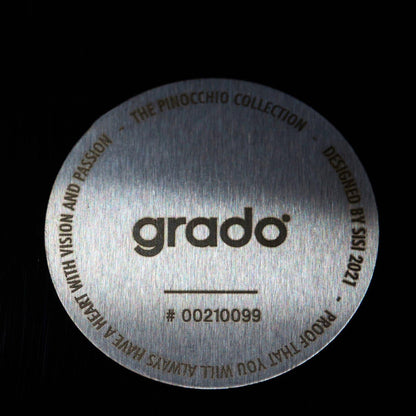 THE PINOCCHIO COLLECTION - DESIGNED BY SISI 2021 - PROOF THAT YOU WILL ALWAYS HAVE A HEART WITH VISION AND PASSION -
grado
# 00210099